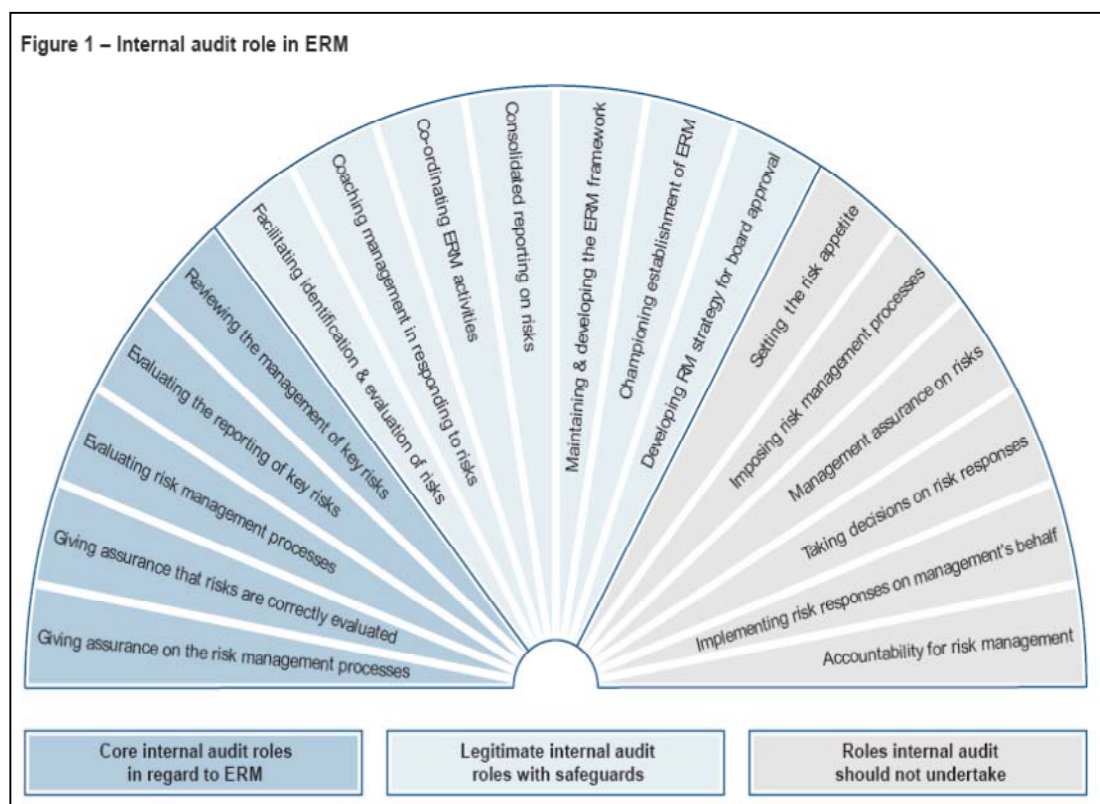 Figure 1 – Internal audit role in ERM
Giving assurance on the risk management processes
Giving assurance that risks are correctly evaluated
Evaluating risk management processes
Evaluating the reporting of key risks
Reviewing the management of key risks
Facilitating identification & evaluation of risks
Coaching management in responding to risks
Co-ordinating ERM activities
Consolidated reporting on risks
Maintaining & developing the ERM framework
Championing establishment of ERM
Developing RM strategy for board approval
Setting the risk appetite
Imposing risk management processes
Management assurance on risks
Taking decisions on risk responses
Implementing risk responses on management's behalf
Accountability for risk management
Core internal audit roles
in regard to ERM
Legitimate internal audit
roles with safeguards
Roles internal audit
should not undertake